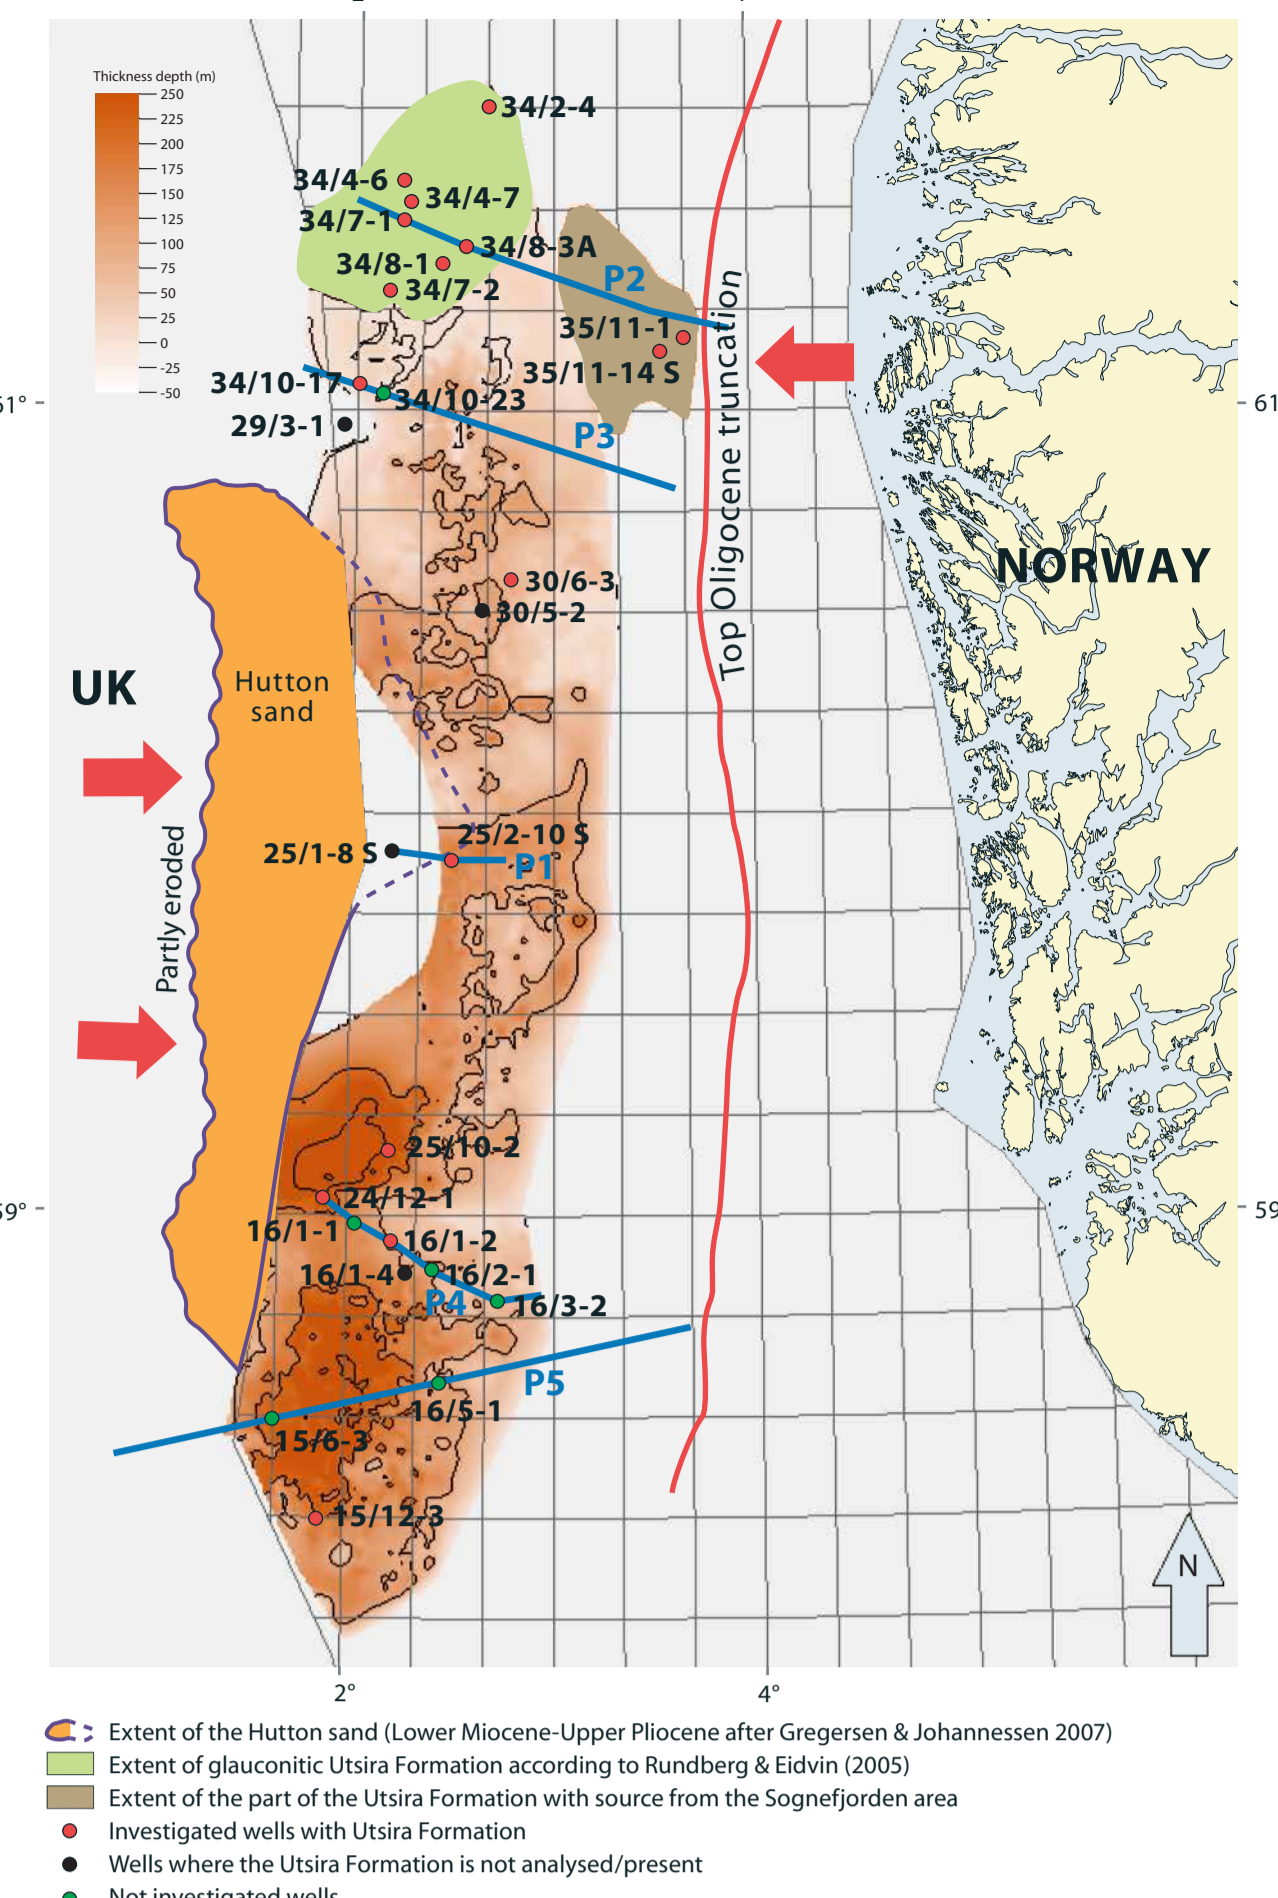 Thickness depth (m)
250
225
200
175
150
125
100
75
50
25
0
-25
-50
34/2-4
34/4-6
34/4-7
34/7-1
34/8-3A
34/8-1
34/7-2
P2
35/11-1
35/11-14 S
34/10-17
34/10-23
29/3-1
P3
61
Top Oligocene truncation
NORWAY
30/6-3
30/5-2
UK
Hutton
sand
Partly eroded
25/2-10 S
25/1-8 S
P1
25/10-2
24/12-1
16/1-1
16/1-2
16/1-4
16/2-1
P4
16/3-2
59
P5
16/5-1
15/6-3
15/12-3
N
2°
4°
Extent of the Hutton sand (Lower Miocene-Upper Pliocene after Gregersen & Johannessen 2007)
Extent of glauconitic Utsira Formation according to Rundberg & Eidvin (2005)
Extent of the part of the Utsira Formation with source from the Sognefjorden area
Investigated wells with Utsira Formation
Wells where the Utsira Formation is not analysed/present
Not investigated wells